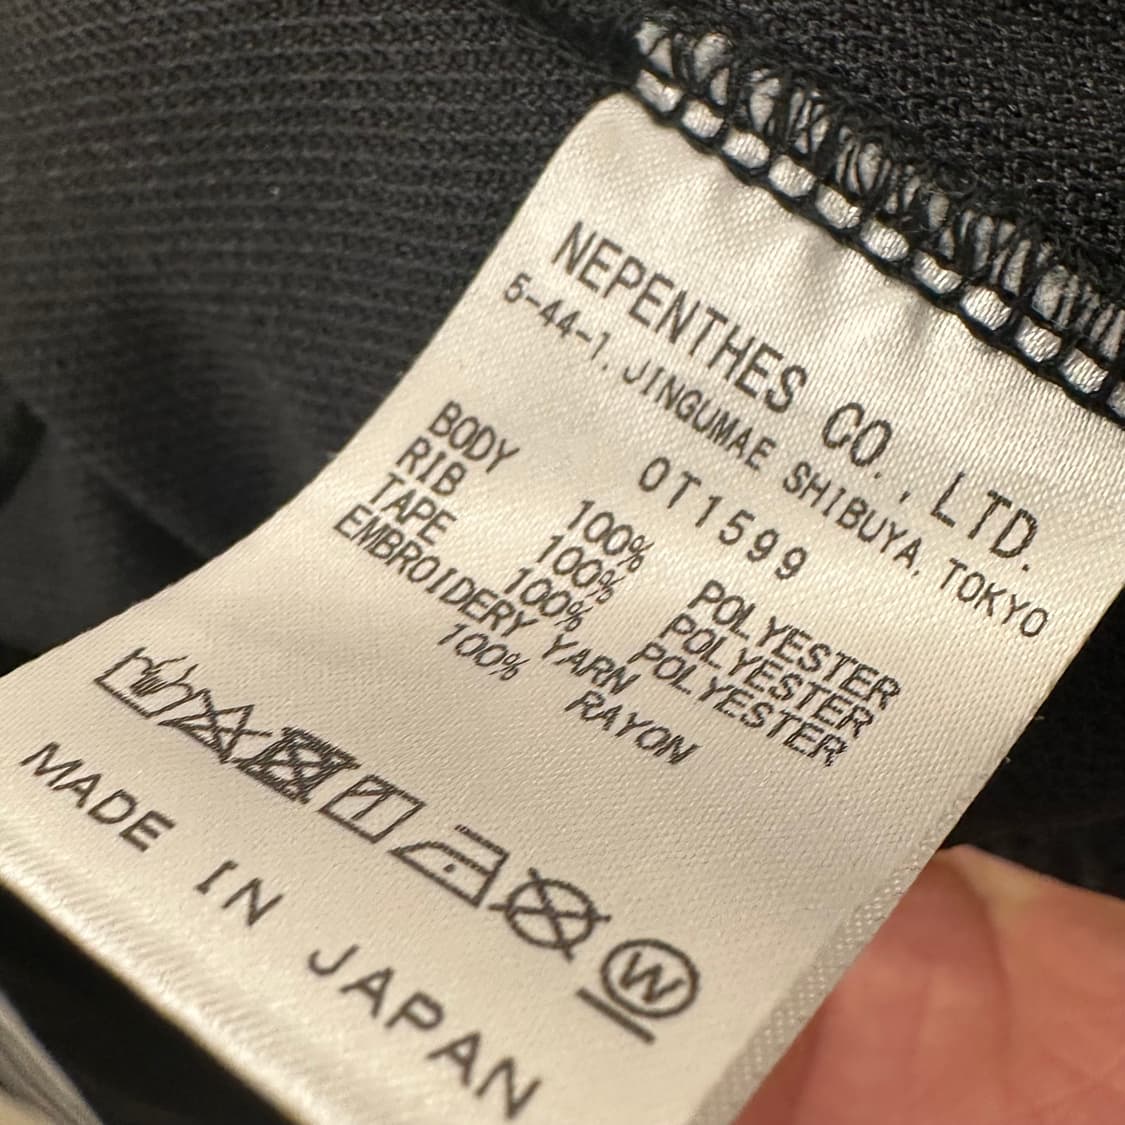 NEPENTHES CO., LTD.
5-44-1, JINGUMAE SHIBUYA, TOKYO
OT1599
BODY 100% POLYESTER
RIB 100% POLYESTER
TAPE 100% POLYESTER
EMBROIDERY YARN
100% RAYON
W
MADE IN JAPAN